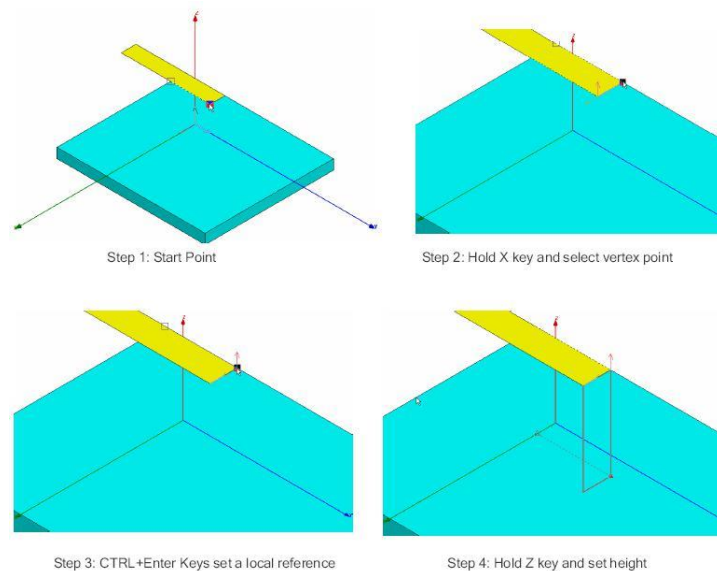 Step 1: Start Point
Step 2: Hold X key and select vertex point
Step 3: CTRL+Enter Keys set a local reference
Step 4: Hold Z key and set height